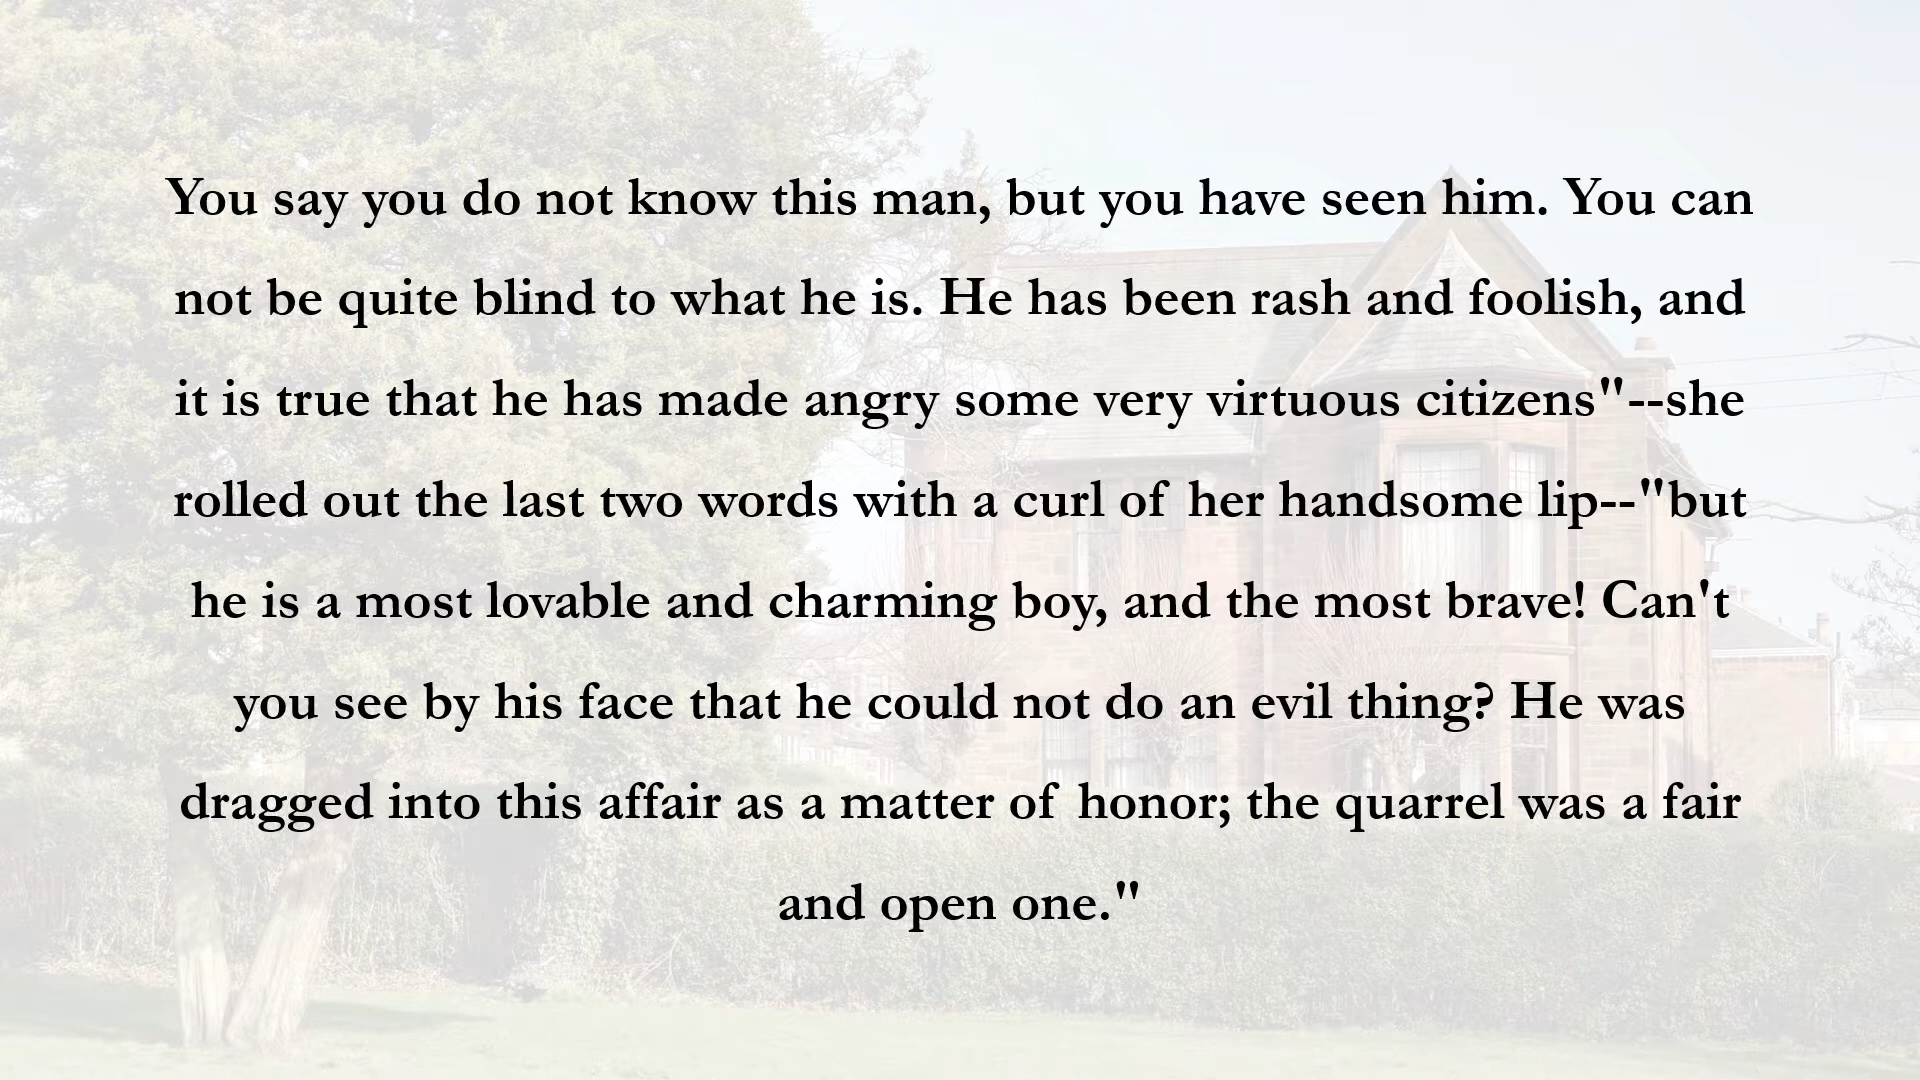 You say you do not know this man, but you have seen him. You can
not be quite blind to what he is. He has been rash and foolish, and
it is true that he has made angry some very virtuous citizens"--she
rolled out the last two words with a curl of her handsome lip--"but
he is a most lovable and charming boy, and the most brave! Can't
you see by his face that he could not do an evil thing? He was
dragged into this affair as a matter of honor; the quarrel was a fair
and open one."